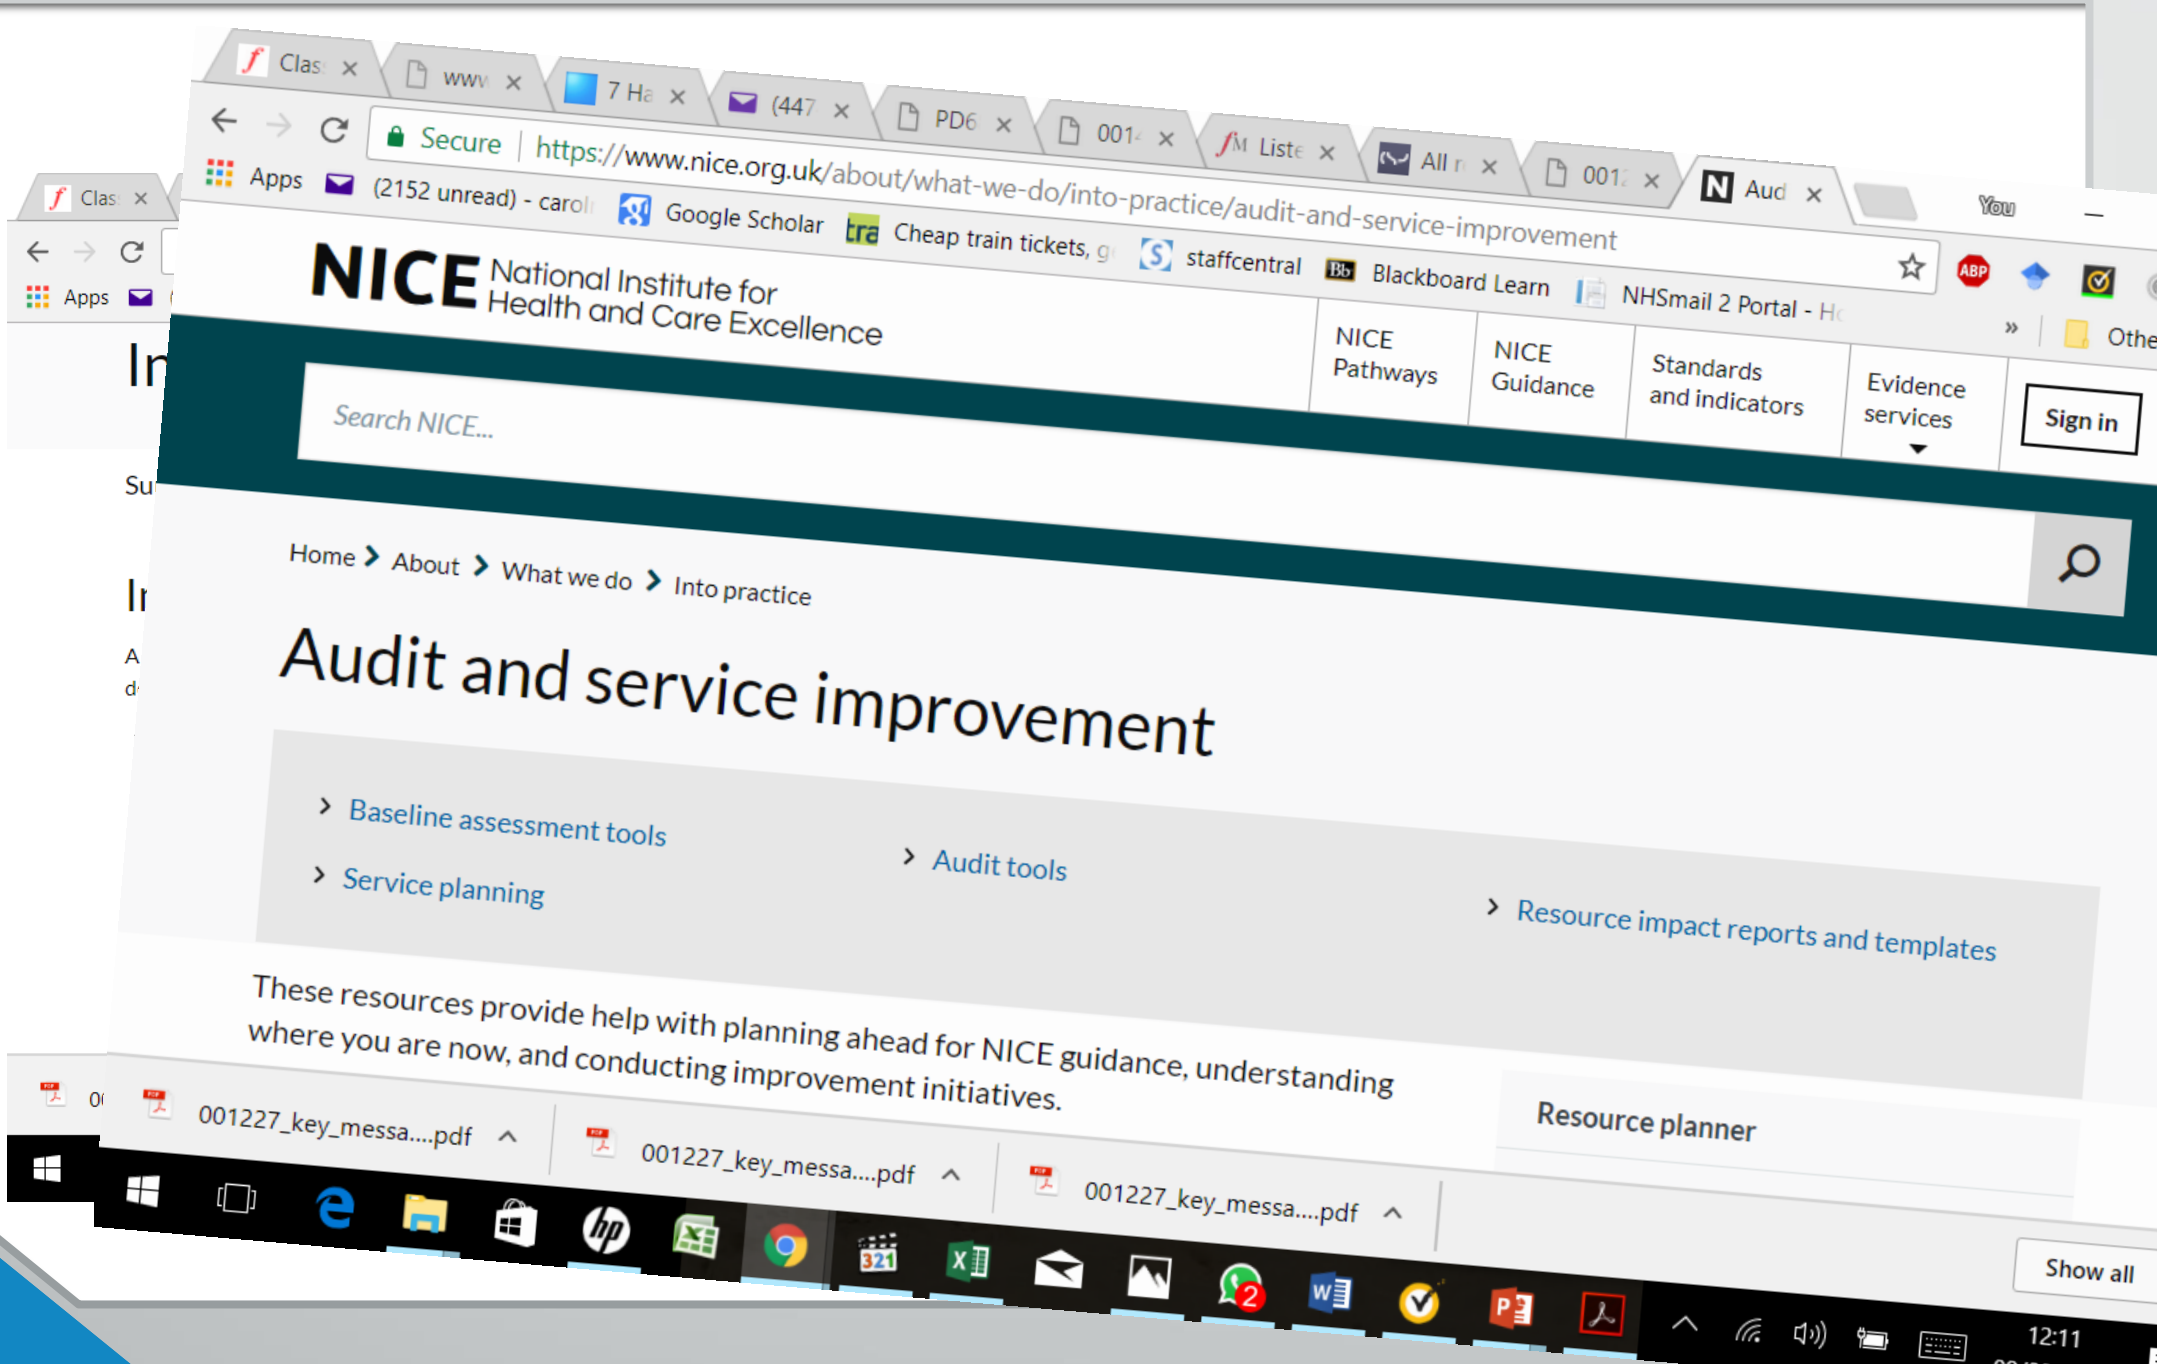 Clas
www
7 Ha
(447
PD6
001
Liste
All r
001
Aud
You
Secure
https://www.nice.org.uk/about/what-we-do/into-practice/audit-and-service-improvement
Apps
(2152 unread) - carol
Google Scholar
Cheap train tickets, g
staffcentral
Blackboard Learn
NHSmail 2 Portal - H
»
Othe
ABP
Clas
Apps
NICE National Institute for
Health and Care Excellence
NICE
Pathways
NICE
Guidance
Standards
and indicators
Evidence
services
Sign in
Search NICE...
Su
Home > About > What we do > Into practice
Audit and service improvement
Baseline assessment tools
Service planning
Audit tools
Resource impact reports and templates
These resources provide help with planning ahead for NICE guidance, understanding
where you are now, and conducting improvement initiatives.
Resource planner
001227_key_messa....pdf
001227_key_messa....pdf
001227_key_messa....pdf
Show all
321
2
12:11